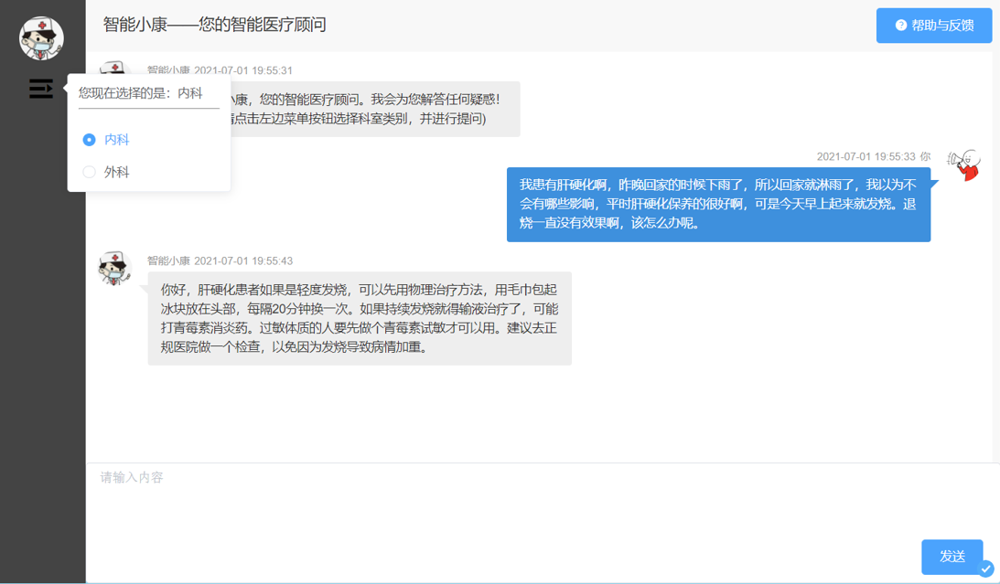 智能小康——您的智能医疗顾问
帮助与反馈
智能小康 2021-07-01 19:55:31
您现在选择的是：内科
小康，您的智能医疗顾问。我会为您解答任何疑惑！
请点击左边菜单按钮选择科室类别，并进行提问)
内科
外科
2021-07-01 19:55:33 你
我患有肝硬化啊，昨晚回家的时候下雨了，所以回家就淋雨了，我以为不
会有哪些影响，平时肝硬化保养的很好啊，可是今天早上起来就发烧。退
烧一直没有效果啊，该怎么办呢。
智能小康 2021-07-01 19:55:43
你好，肝硬化患者如果是轻度发烧，可以先用物理治疗方法，用毛巾包起
冰块放在头部，每隔20分钟换一次。如果持续发烧就得输液治疗了，可能
打青莓素消炎药。过敏体质的人要先做个青莓素试敏才可以用。建议去正
规医院做一个检查，以免因为发烧导致病情加重。
请输入内容
发送